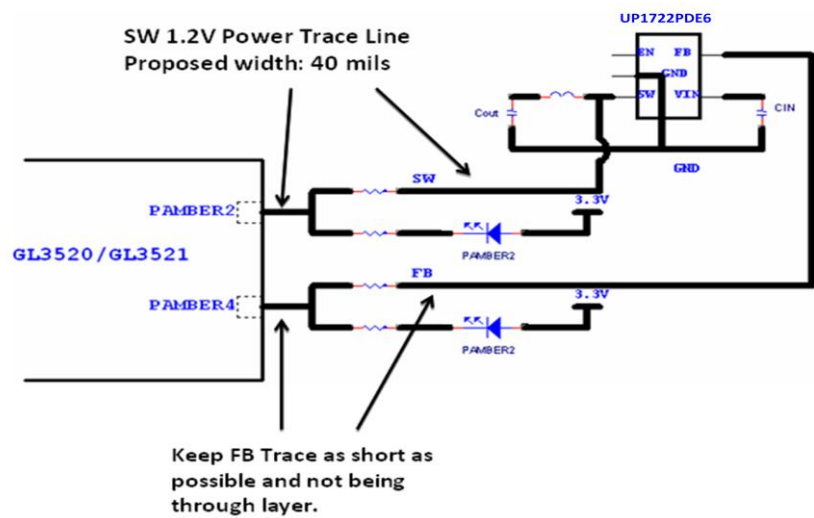 UP1722PDE6
SW 1.2V Power Trace Line
Proposed width: 40 mils
EN
FB
GND
SW
VIN
Cout
CIN
GND
SW
3.3V
PAMBER2
PAMBER2
GL3520/GL3521
FB
3.3V
PAMBER4
PAMBER2
Keep FB Trace as short as
possible and not being
through layer.